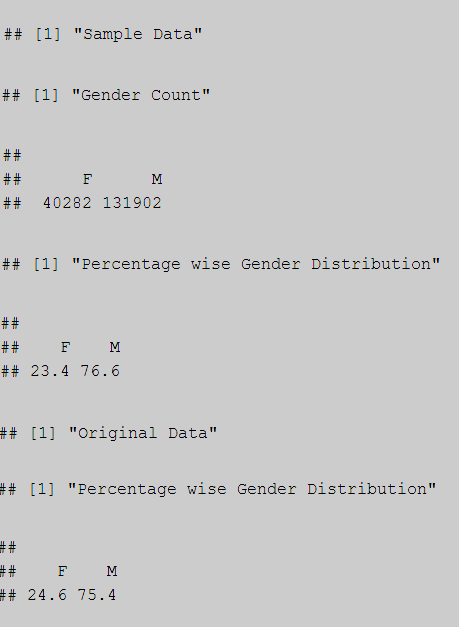 ## [1] "Sample Data"
## [1] "Gender Count"
##
##      F      M
##  40282 131902
## [1] "Percentage wise Gender Distribution"
##
##    F    M
## 23.4 76.6
## [1] "Original Data"
## [1] "Percentage wise Gender Distribution"
##
##    F    M
## 24.6 75.4